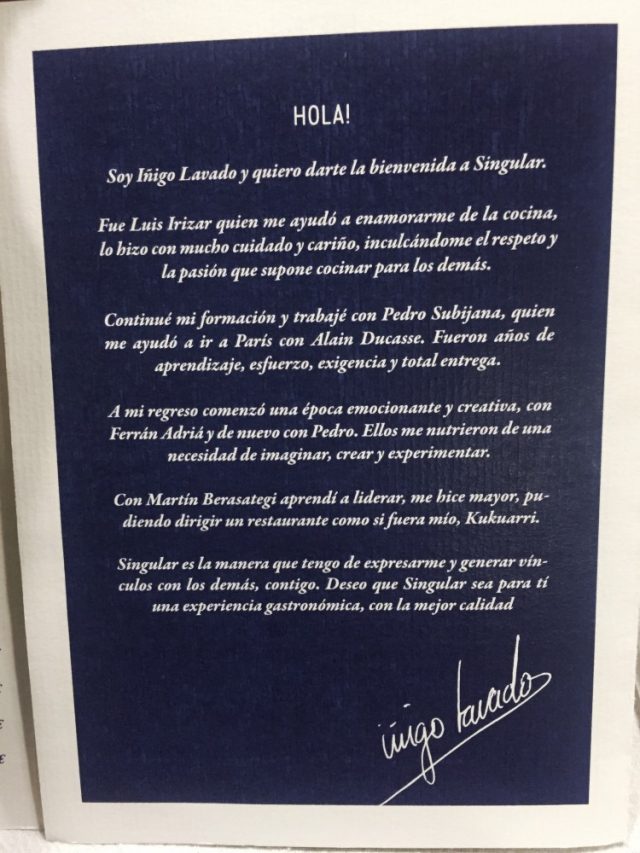 HOLA!
Soy Iñigo Lavado y quiero darte la bienvenida a Singular.
Fue Luis Irizar quien me ayudó a enamorarme de la cocina,
lo hizo con mucho cuidado y cariño, inculcándome el respeto y
la pasión que supone cocinar para los demás.
Continué mi formación y trabajé con Pedro Subijana, quien
me ayudó a ir a París con Alain Ducasse. Fueron años de
aprendizaje, esfuerzo, exigencia y total entrega.
A mi regreso comenzó una época emocionante y creativa, con
Ferrán Adriá y de nuevo con Pedro. Ellos me nutrieron de una
necesidad de imaginar, crear y experimentar.
Con Martín Berasategi aprendí a liderar, me hice mayor, pu-
diendo dirigir un restaurante como si fuera mío, Kukuarri.
Singular es la manera que tengo de expresarme y generar vín-
culos con los demás, contigo. Deseo que Singular sea para tí
una experiencia gastronómica, con la mejor calidad
iñigo lavado